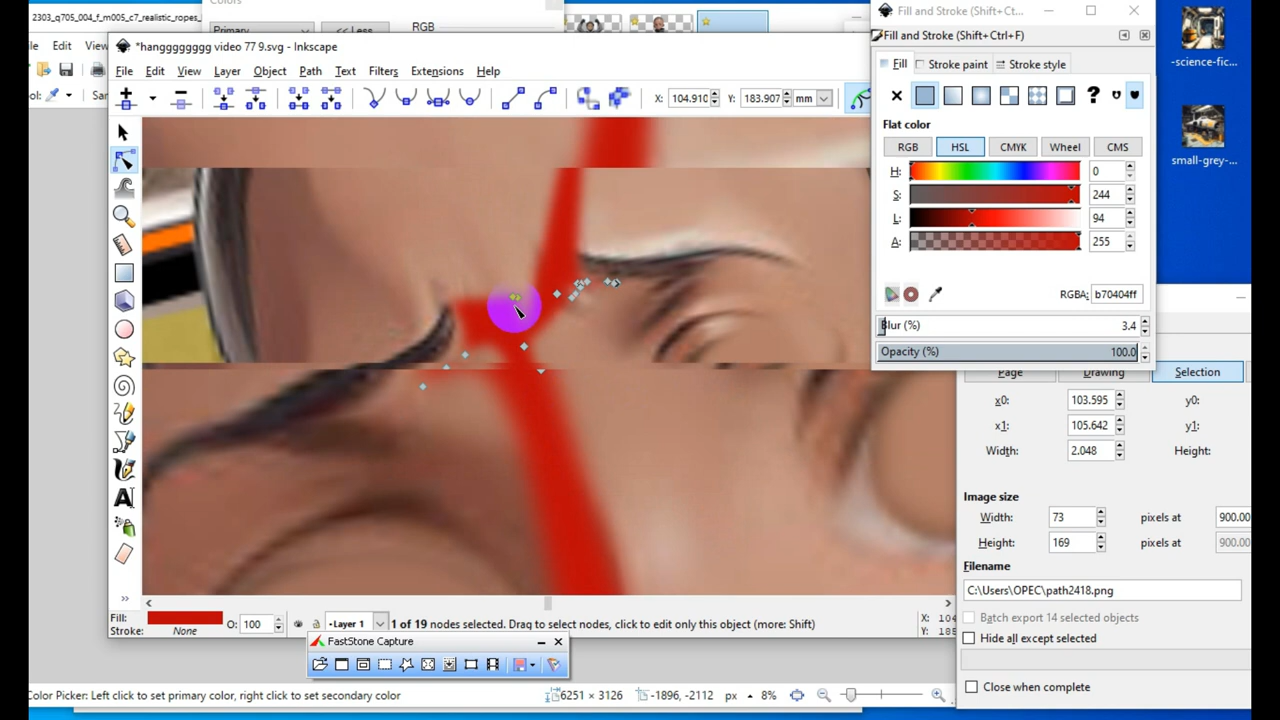 2303_q705_004_f_m005_c7_realistic_ropes_
Colors
Primary
<< Less
RGB
dit
View
Sar
*hanggggggggg video 77 9.svg - Inkscape
File Edit View Layer Object Path Text Filters Extensions Help
X: 104.910 Y: 183.907 mm
Fill and Stroke (Shift+Ct...
Fill and Stroke (Shift+Ctrl+F)
Fill Stroke paint Stroke style
?
Flat color
RGB HSL CMYK Wheel CMS
H: 0
S: 244
L: 94
A: 255
RGBA: b70404ff
Blur (%) 3.4
Opacity (%) 100.0
Page Drawing Selection
x0: 103.595 y0:
x1: 105.642 y1:
Width: 2.048 Height:
Image size
Width: 73 pixels at 900.00
Height: 169 pixels at 900.00
Filename
C:\Users\OPEC\path2418.png
Batch export 14 selected objects
Hide all except selected
Close when complete
-science-fic...
small-grey-...
Fill:
Stroke: None
O: 100
Layer 1
1 of 19 nodes selected. Drag to select nodes, click to edit only this object (more: Shift)
X: 104
Y: 185
FastStone Capture
Color Picker: Left click to set primary color, right click to set secondary color
6251 × 3126
-1896, -2112
px
8%